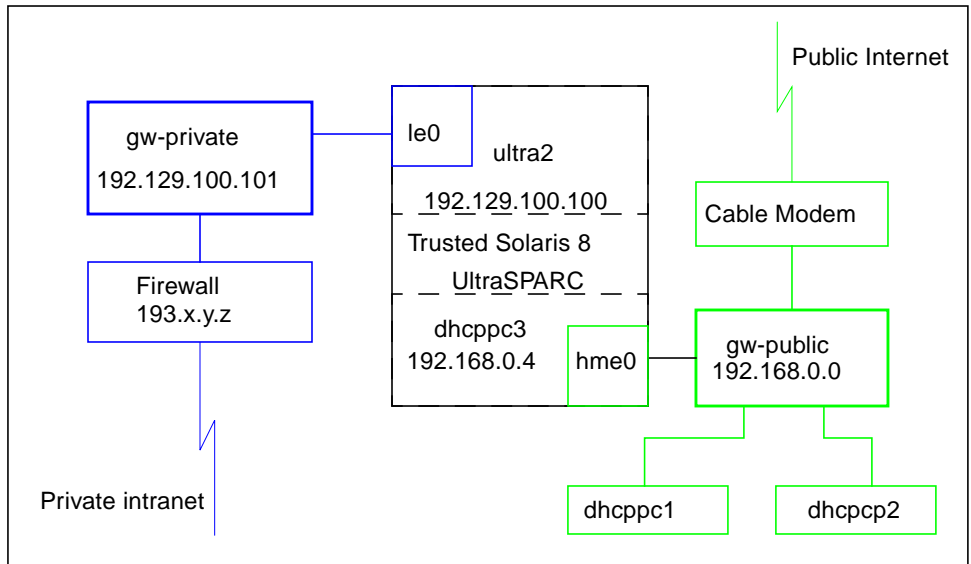 Public Internet
gw-private
192.129.100.101
le0
ultra2
192.129.100.100
Cable Modem
Trusted Solaris 8
UltraSPARC
Firewall
193.x.y.z
dhcppc3
192.168.0.4
hme0
gw-public
192.168.0.0
Private intranet
dhcppc1
dhcpcp2